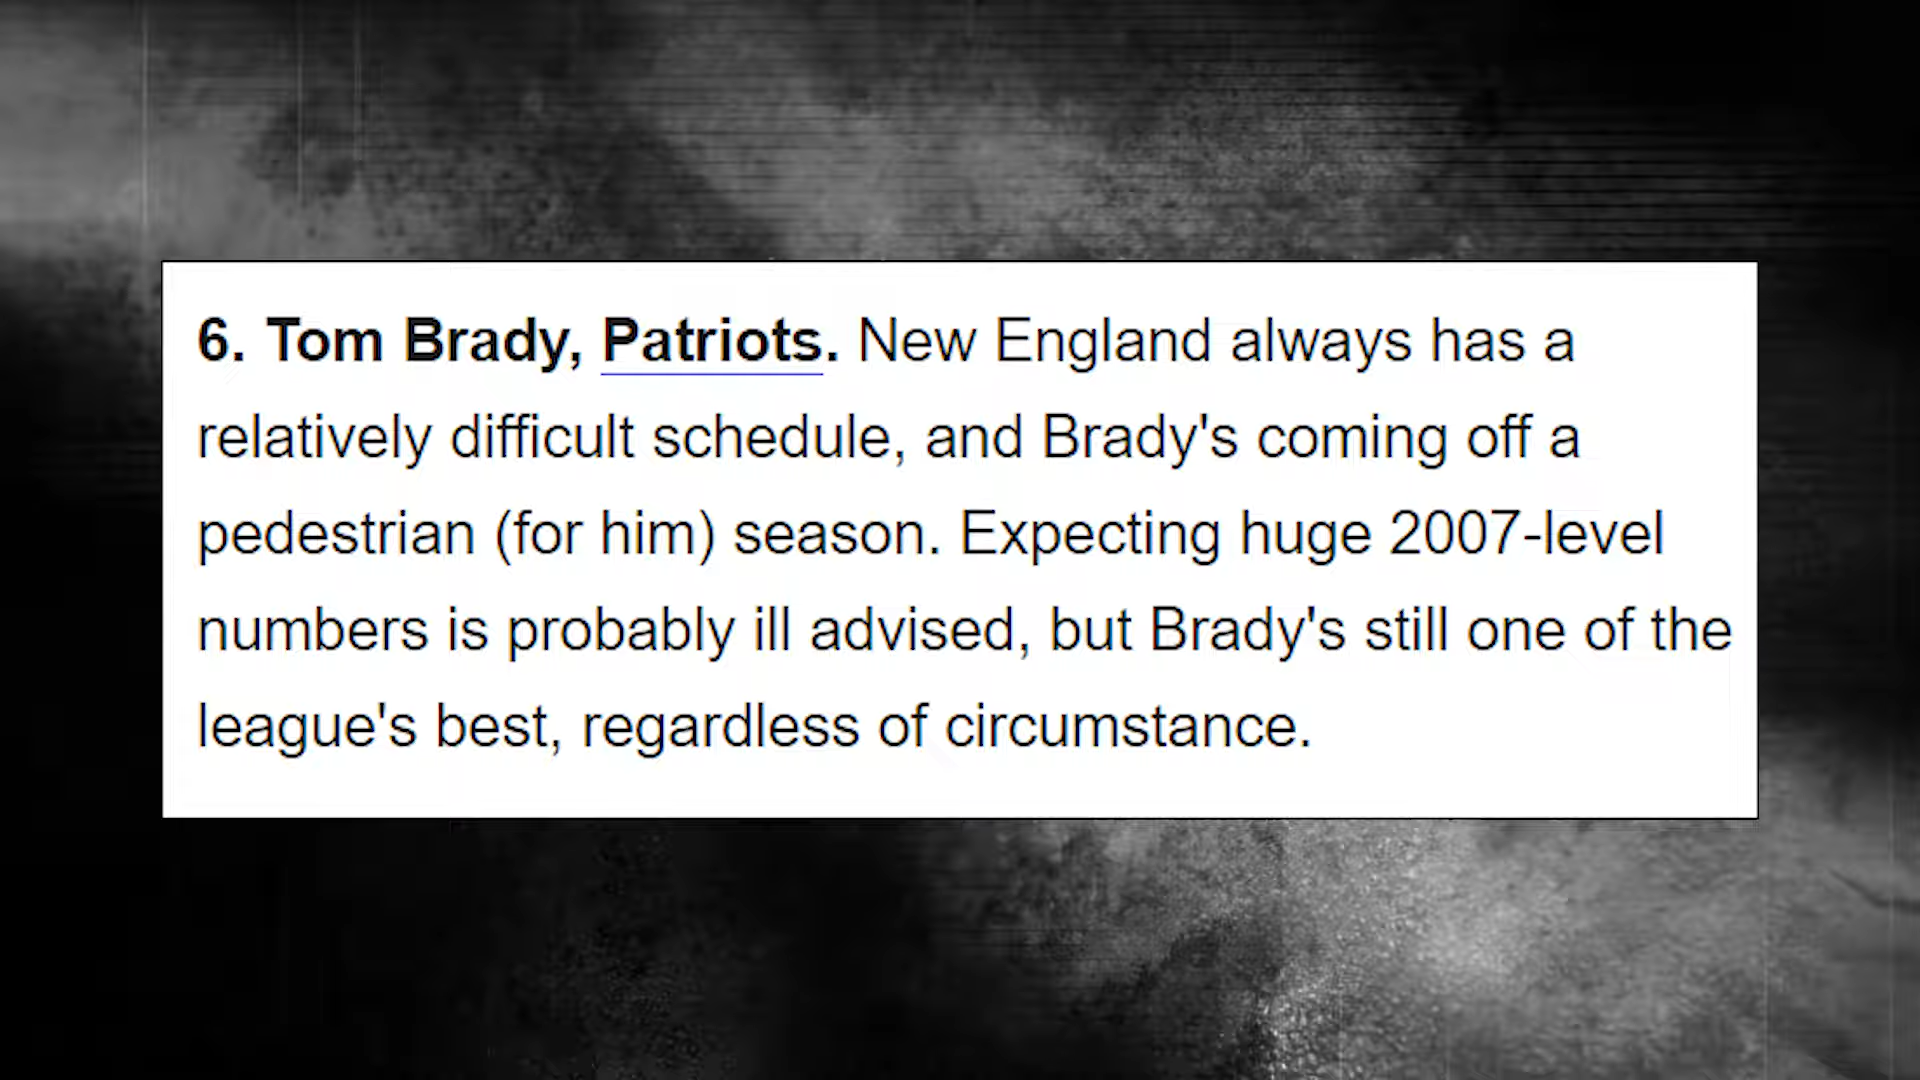 6. Tom Brady, Patriots. New England always has a
relatively difficult schedule, and Brady's coming off a
pedestrian (for him) season. Expecting huge 2007-level
numbers is probably ill advised, but Brady's still one of the
league's best, regardless of circumstance.